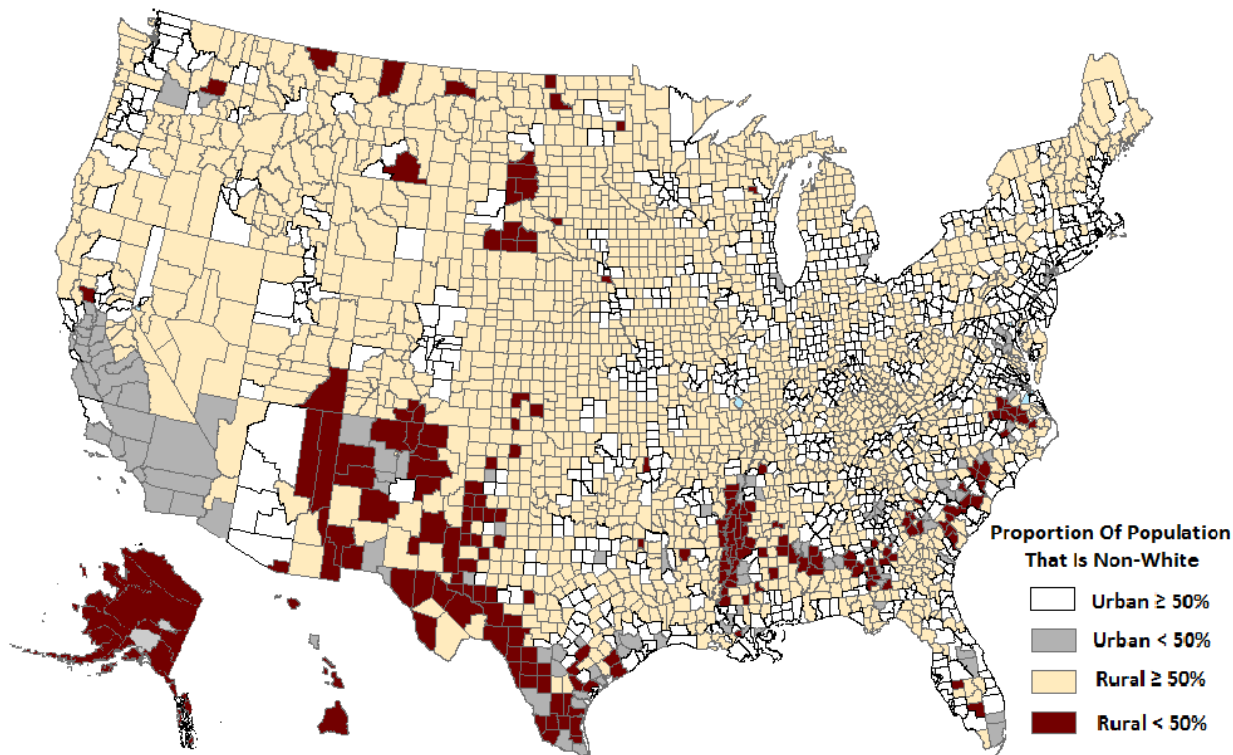 Proportion Of Population
That Is Non-White
Urban ≥ 50%
Urban < 50%
Rural ≥ 50%
Rural < 50%